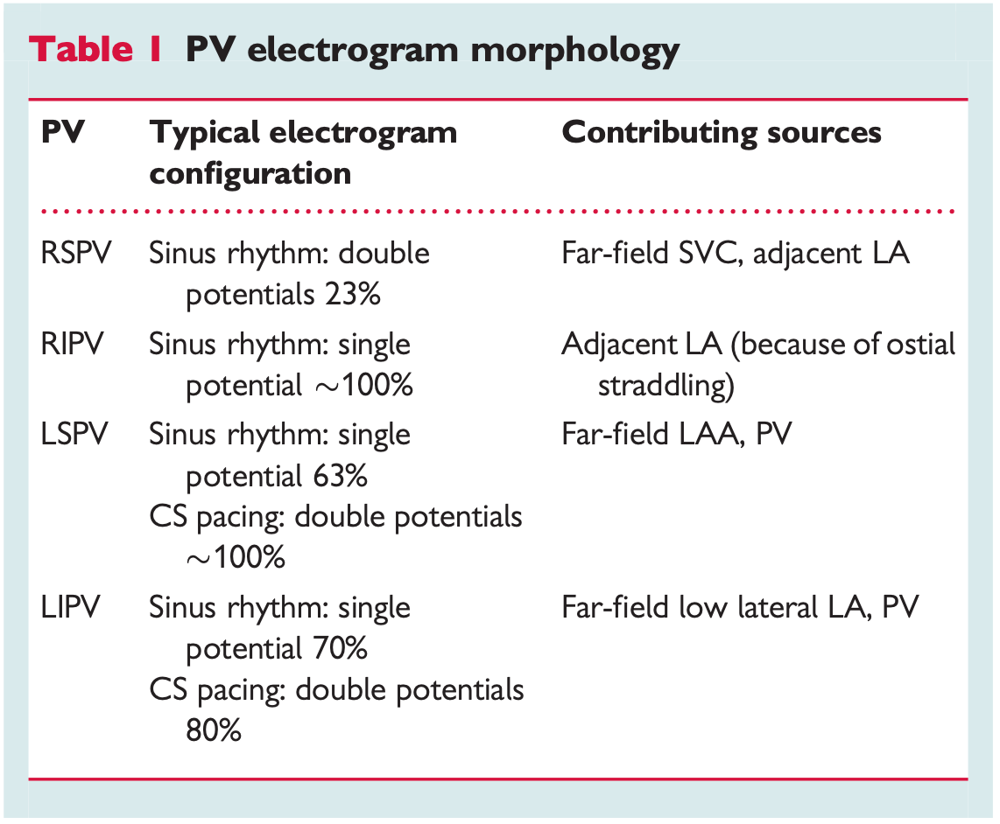 Table 1 PV electrogram morphology
PV Typical electrogram configuration Contributing sources
RSPV Sinus rhythm: double potentials 23% Far-field SVC, adjacent LA
RIPV Sinus rhythm: single potential ~100% Adjacent LA (because of ostial straddling)
LSPV Sinus rhythm: single potential 63% Far-field LAA, PV
CS pacing: double potentials ~100%
LIPV Sinus rhythm: single potential 70% Far-field low lateral LA, PV
CS pacing: double potentials 80%